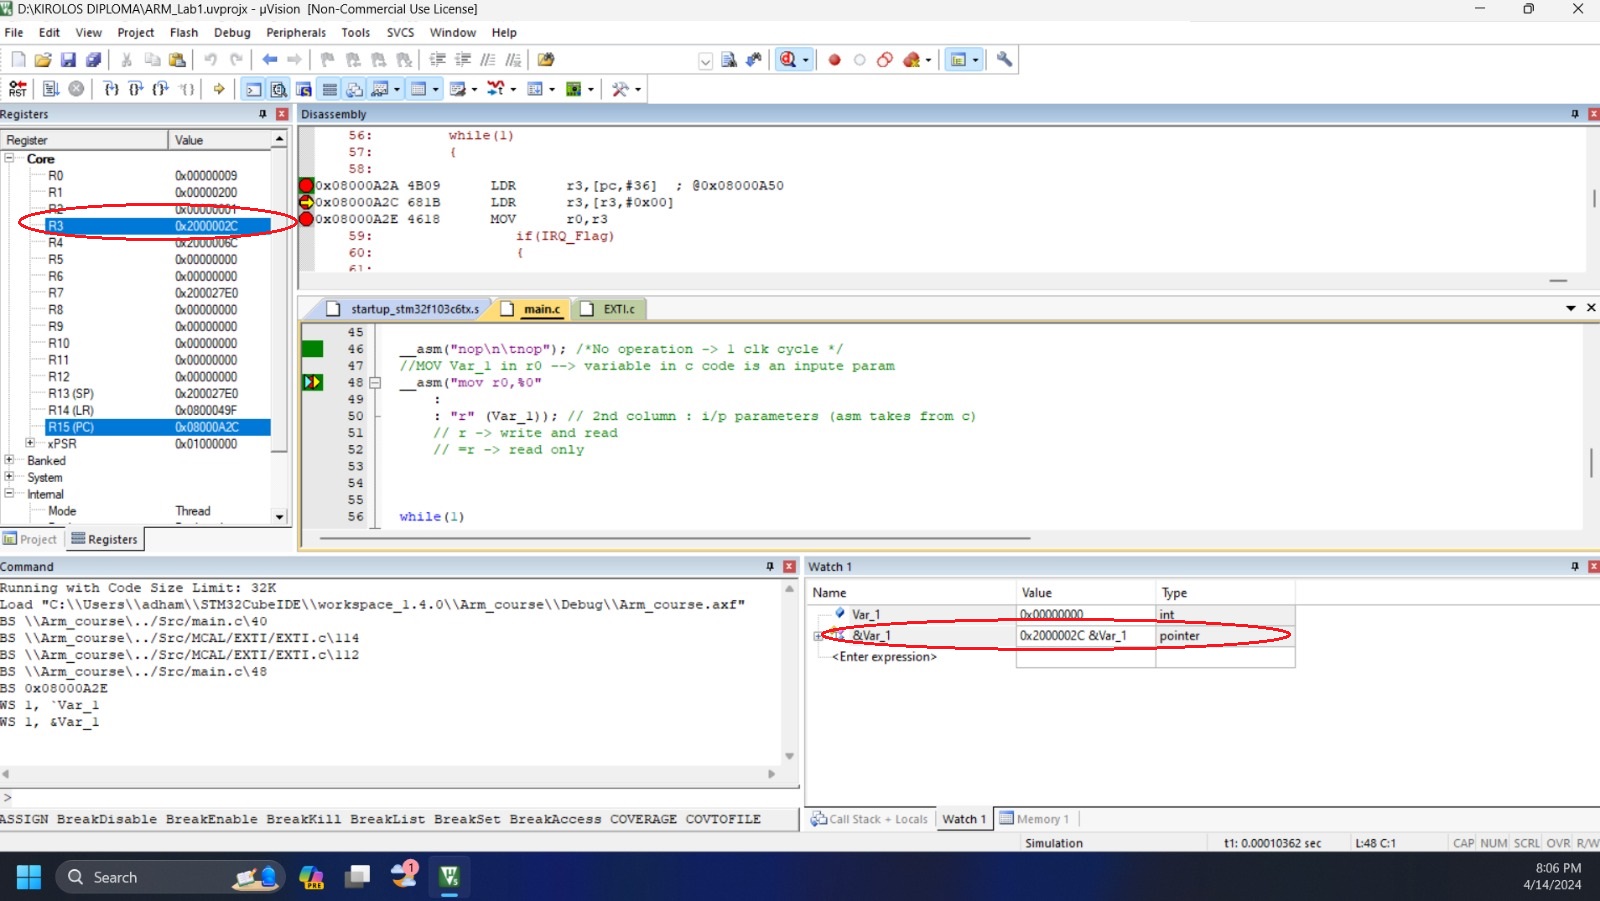 D:\KIROLOS DIPLOMA\ARM_Lab1.uvprojx - µVision  [Non-Commercial Use License]
File Edit View Project Flash Debug Peripherals Tools SVCS Window Help
RST
Registers
Register Value
Core
R0 0x00000009
R1 0x00000200
R2 0x00000001
R3 0x2000002C
R4 0x2000006C
R5 0x00000000
R6 0x00000000
R7 0x200027E0
R8 0x00000000
R9 0x00000000
R10 0x00000000
R11 0x00000000
R12 0x00000000
R13 (SP) 0x200027E0
R14 (LR) 0x0800049F
R15 (PC) 0x08000A2C
xPSR 0x01000000
Banked
System
Internal
Mode Thread
Project Registers
Disassembly
56: while(1)
57: {
58:
0x08000A2A 4B09 LDR r3,[pc,#36] ; @0x08000A50
0x08000A2C 681B LDR r3,[r3,#0x00]
0x08000A2E 4618 MOV r0,r3
59: if(IRQ_Flag)
60: {
61:
startup_stm32f103c6tx.s main.c EXTI.c
45
46 __asm("nop\n\tnop"); /*No operation -> 1 clk cycle */
47 //MOV Var_1 in r0 --> variable in c code is an inpute param
48 __asm("mov r0,%0"
49 :
50 : "r" (Var_1)); // 2nd column : i/p parameters (asm takes from c)
51 // r -> write and read
52 // =r -> read only
53
54
55
56 while(1)
Command
Running with Code Size Limit: 32K
Load "C:\\Users\\adham\\STM32CubeIDE\\workspace_1.4.0\\Arm_course\\Debug\\Arm_course.axf"
BS \\Arm_course\../Src/main.c\40
BS \\Arm_course\../Src/MCAL/EXTI/EXTI.c\114
BS \\Arm_course\../Src/MCAL/EXTI/EXTI.c\112
BS \\Arm_course\../Src/main.c\48
BS 0x08000A2E
WS 1, `Var_1
WS 1, &Var_1
>
ASSIGN BreakDisable BreakEnable BreakKill BreakList BreakSet BreakAccess COVERAGE COVTOFILE
Watch 1
Name Value Type
Var_1 0x00000000 int
&Var_1 0x2000002C &Var_1 pointer
<Enter expression>
Call Stack + Locals Watch 1 Memory 1
Simulation t1: 0.00010362 sec L:48 C:1 CAP NUM SCRL OVR R/W
Search PRE 1
8:06 PM
4/14/2024